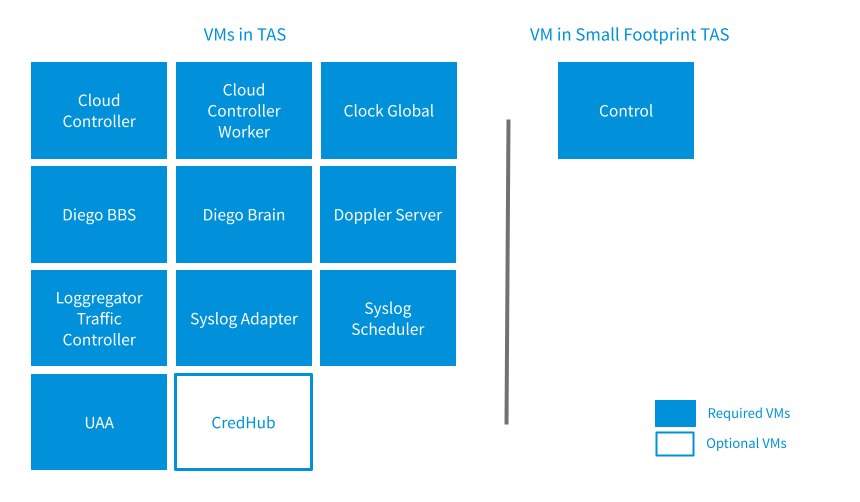 VMs in TAS
VM in Small Footprint TAS
Cloud
Controller
Cloud
Controller
Worker
Clock Global
Control
Diego BBS
Diego Brain
Doppler Server
Loggregator
Traffic
Controller
Syslog Adapter
Syslog
Scheduler
UAA
CredHub
Required VMs
Optional VMs